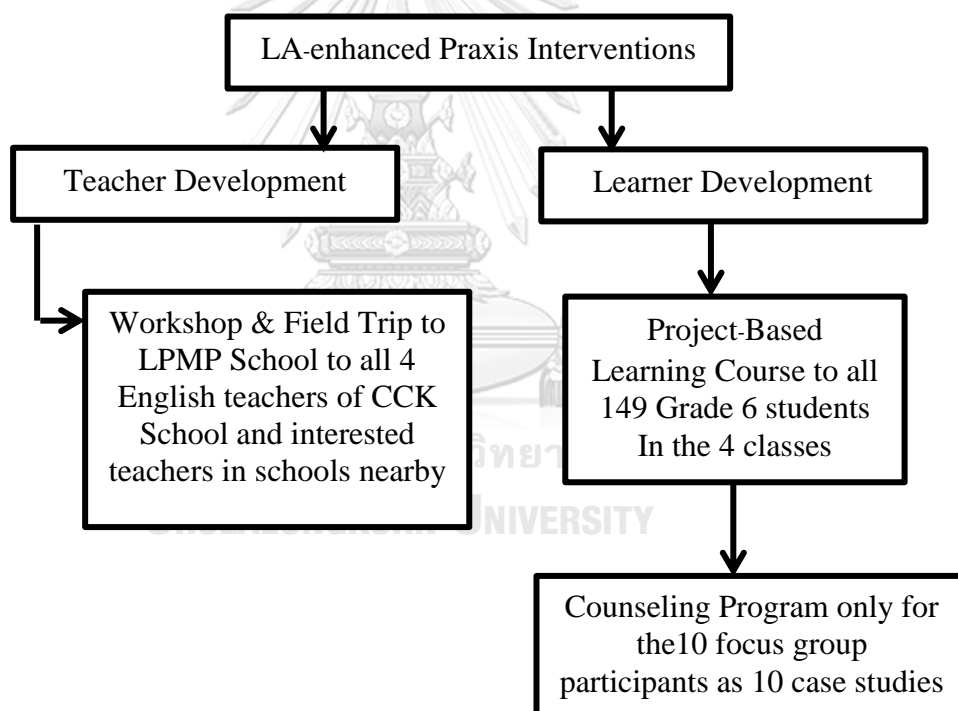 LA-enhanced Praxis Interventions
Teacher Development
Learner Development
Workshop & Field Trip to
LPMP School to all 4
English teachers of CCK
School and interested
teachers in schools nearby
Project-Based
Learning Course to all
149 Grade 6 students
In the 4 classes
UNIVERSITY
Counseling Program only for
the10 focus group
participants as 10 case studies